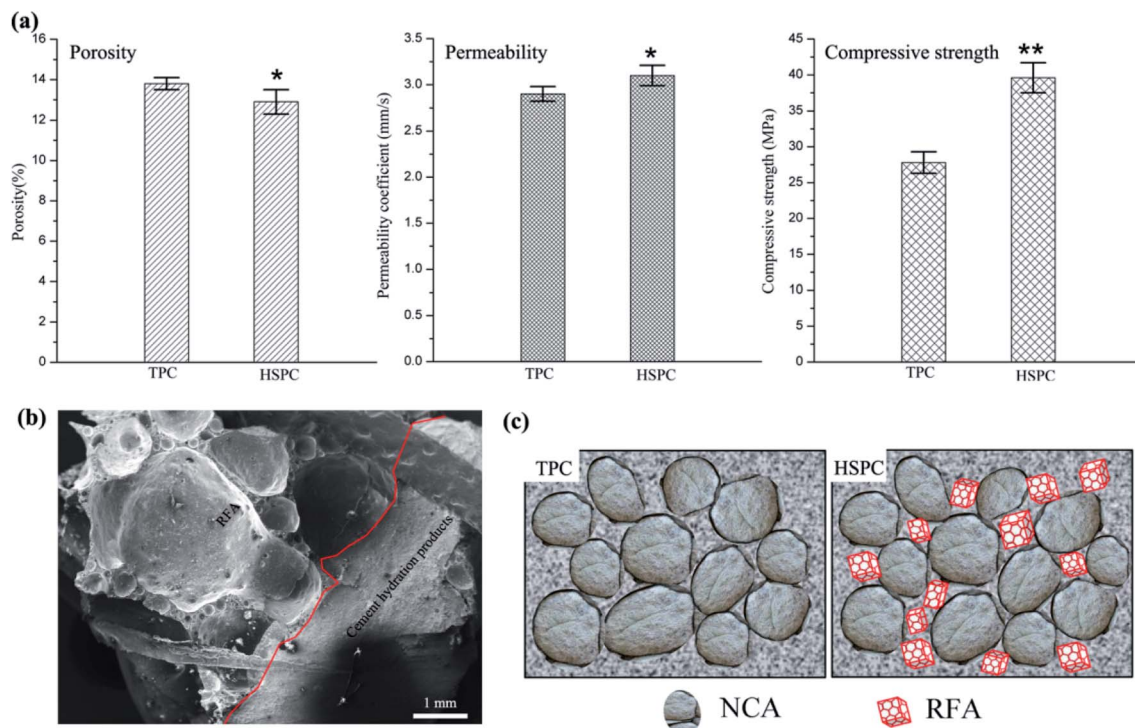 (a)
Porosity
*
Porosity(%)
16
14
12
10
8
6
4
2
0
TPC
HSPC
Permeability
*
Permeability coefficient (mm/s)
3.5
3.0
2.5
2.0
1.5
1.0
0.5
0.0
TPC
HSPC
Compressive strength
**
Compressive strength (MPa)
45
40
35
30
25
20
15
10
5
0
TPC
HSPC
(b)
RFA
Cement hydration products
1 mm
(c)
TPC
HSPC
NCA
RFA